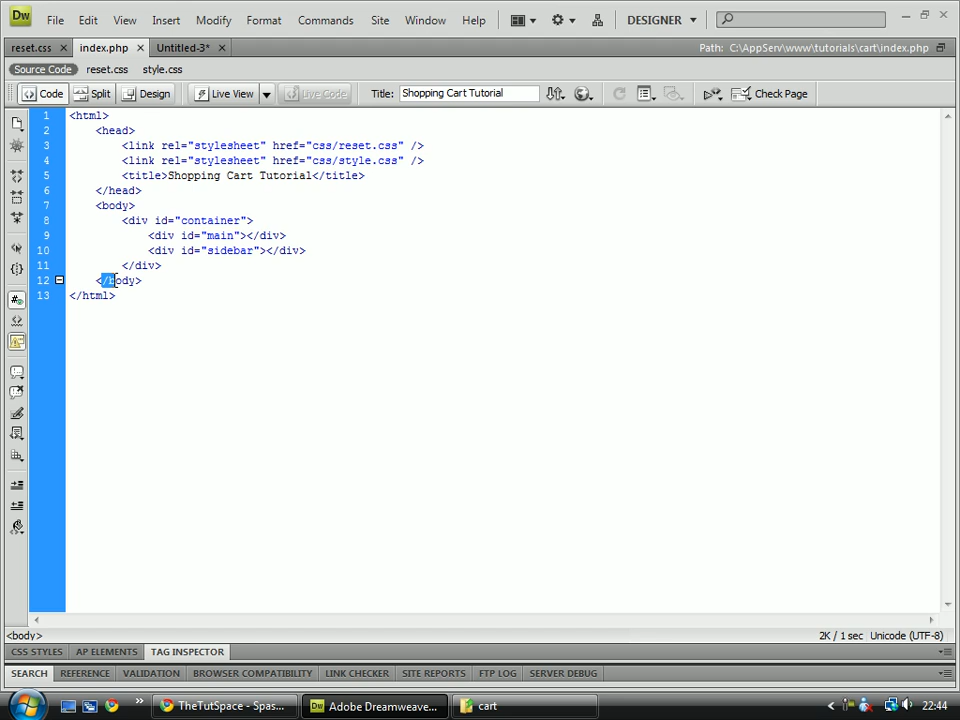 Dw File Edit View Insert Modify Format Commands Site Window Help DESIGNER
reset.css index.php Untitled-3* Path: C:\AppServ\www\tutorials\cart\index.php
Source Code reset.css style.css
Code Split Design Live View Live Code Title: Shopping Cart Tutorial Check Page
1 <html>
2 <head>
3 <link rel="stylesheet" href="css/reset.css" />
4 <link rel="stylesheet" href="css/style.css" />
5 <title>Shopping Cart Tutorial</title>
6 </head>
7 <body>
8 <div id="container">
9 <div id="main"></div>
10 <div id="sidebar"></div>
11 </div>
12 </body>
13 </html>
<body> 2K / 1 sec Unicode (UTF-8)
CSS STYLES AP ELEMENTS TAG INSPECTOR
SEARCH REFERENCE VALIDATION BROWSER COMPATIBILITY LINK CHECKER SITE REPORTS FTP LOG SERVER DEBUG
» TheTutSpace - Spas... Dw Adobe Dreamweave... cart 22:44